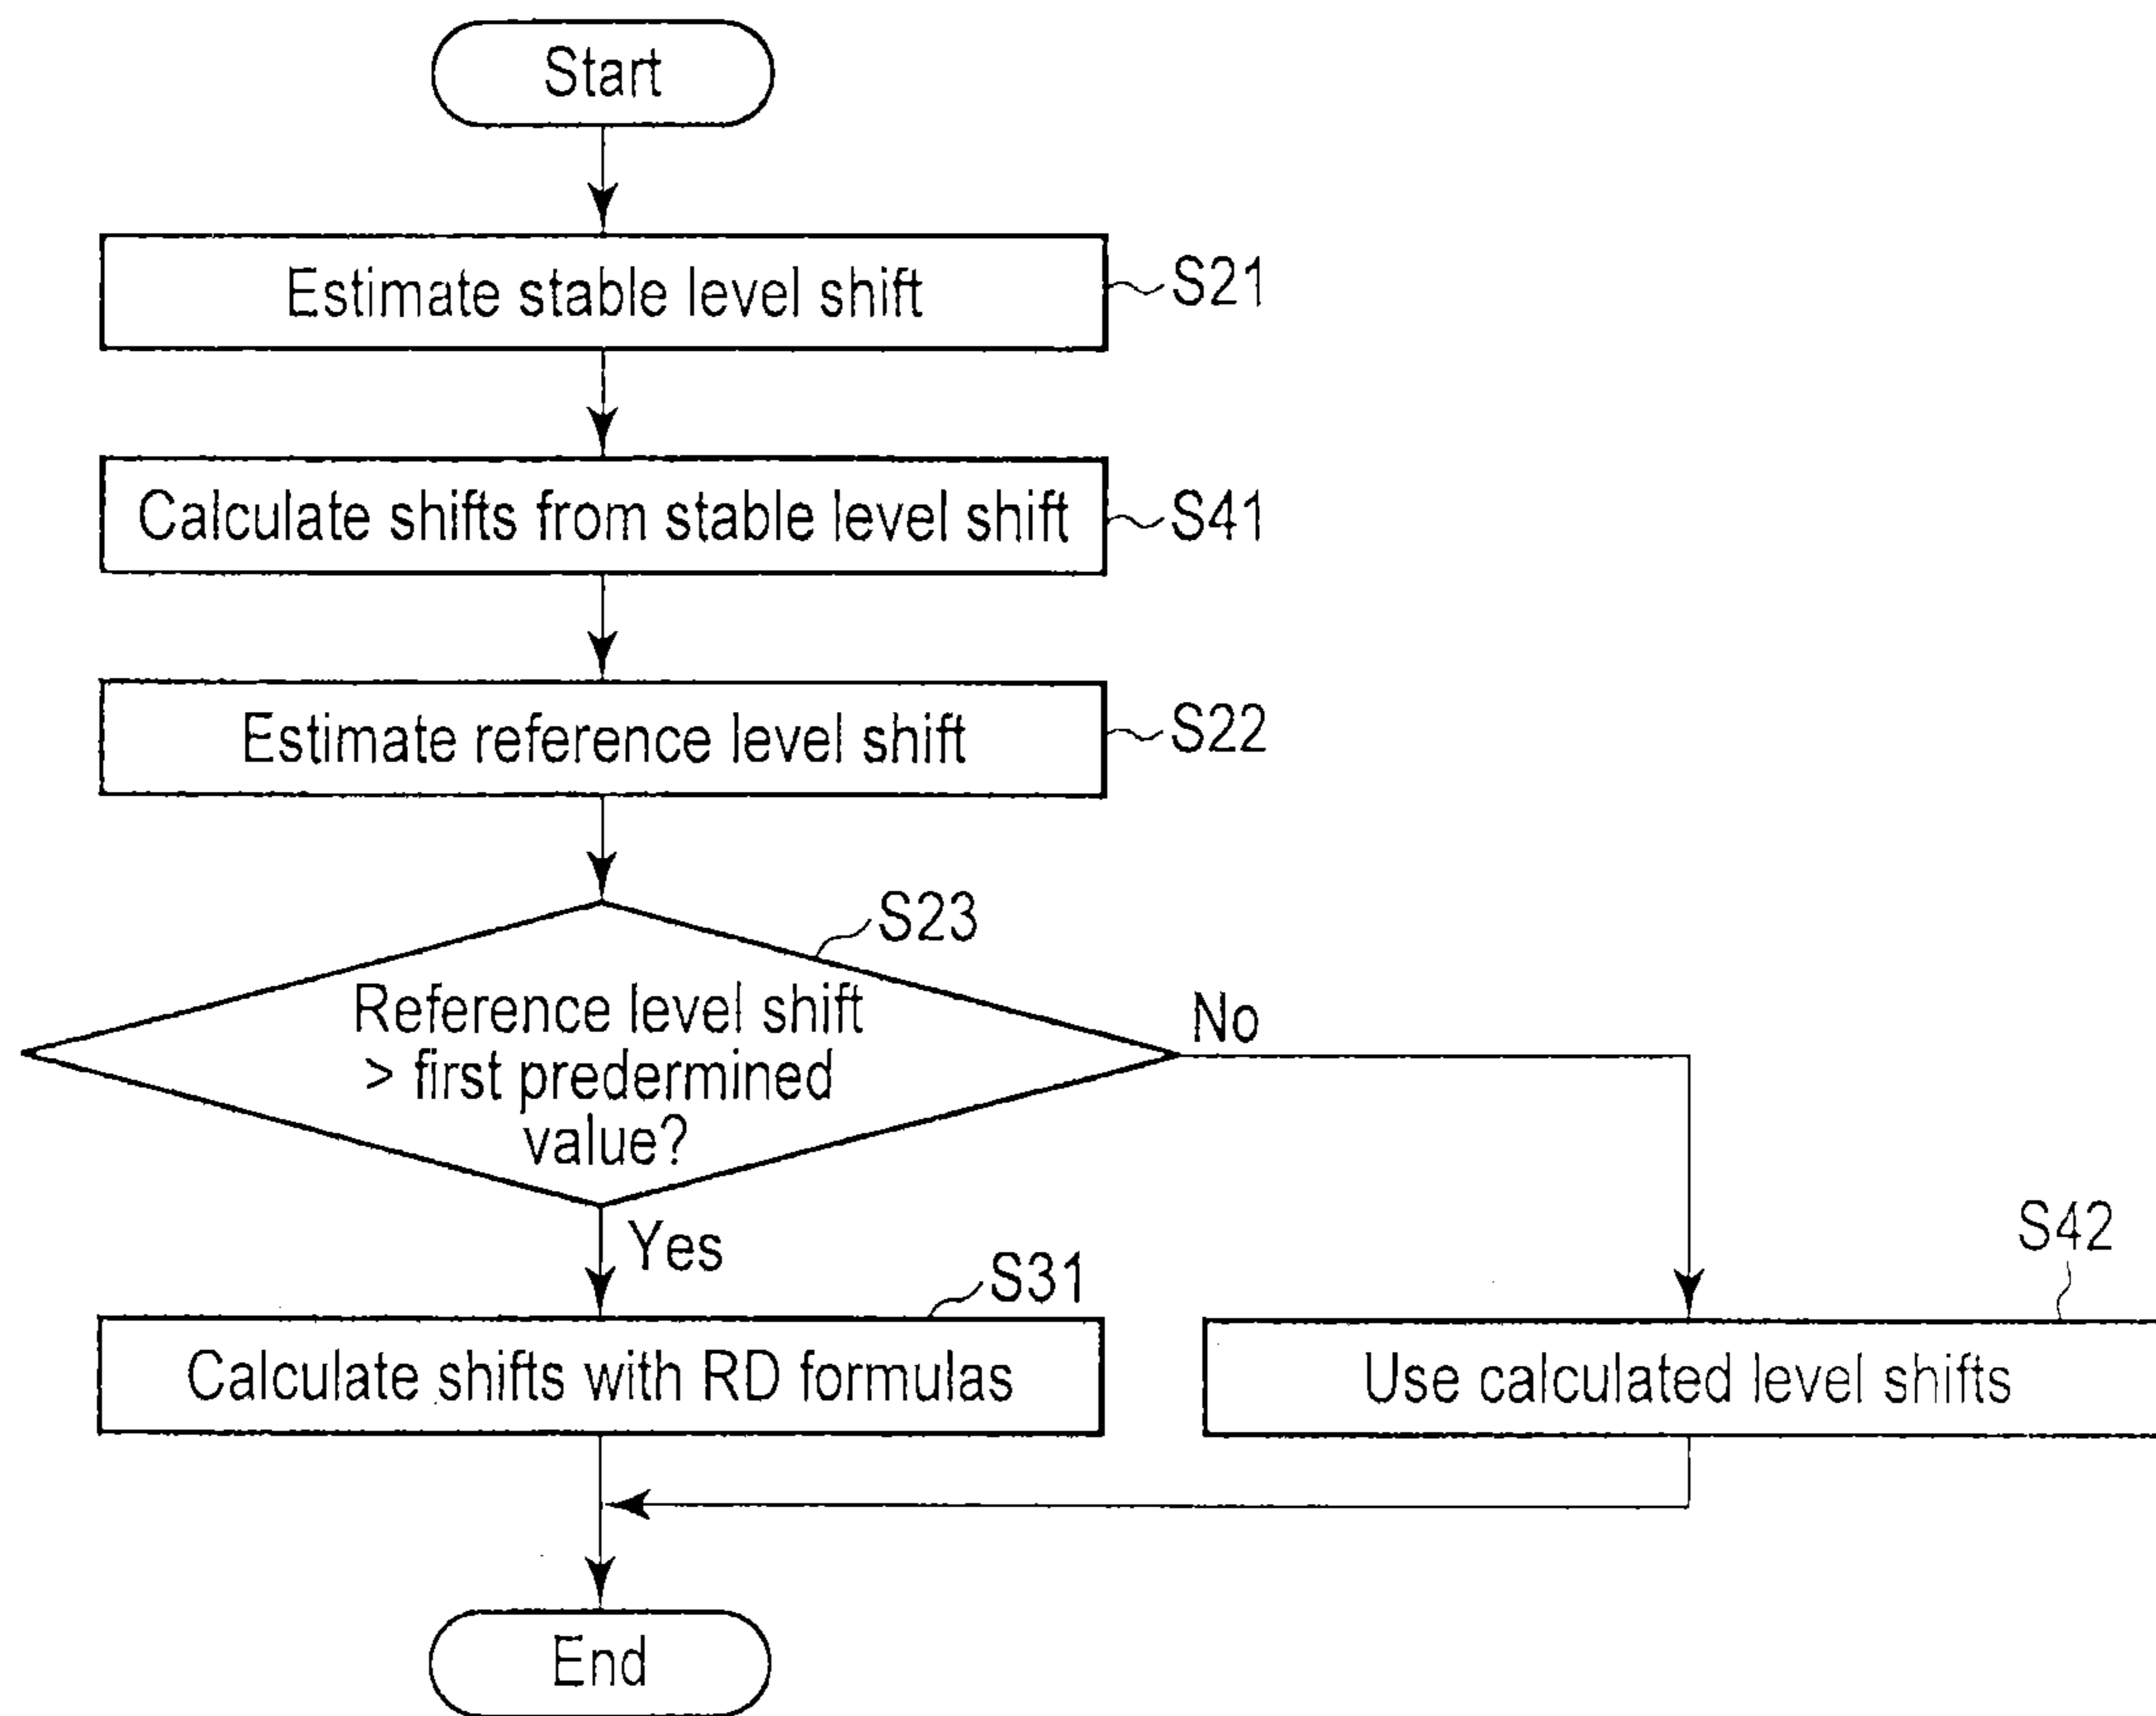 Start
Estimate stable level shift
S21
Calculate shifts from stable level shift
S41
Estimate reference level shift
S22
S23
Reference level shift
> first predermined
value?
No
Yes
S31
S42
Calculate shifts with RD formulas
Use calculated level shifts
End